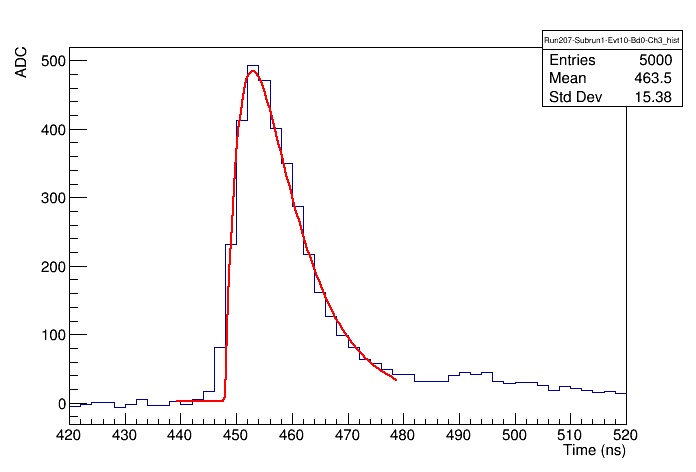 Run207-Subrun1-Evt10-Bd0-Ch3_hist
Entries 5000
Mean 463.5
Std Dev 15.38
ADC
500
400
300
200
100
0
420 430 440 450 460 470 480 490 500 510 520
Time (ns)